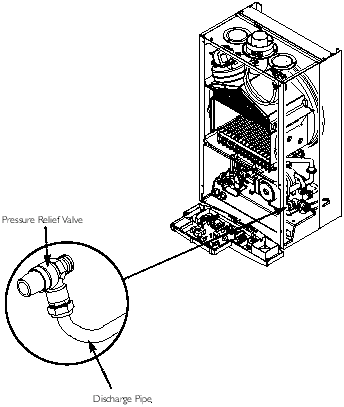 Pressure Relief Valve
Discharge Pipe.